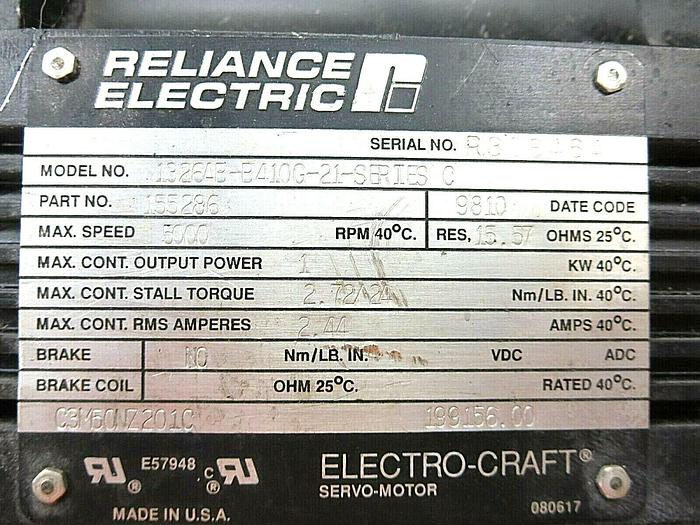 RELIANCE
ELECTRIC
SERIAL NO.
MODEL NO. 1326AB-B410G-21-SERIES C
PART NO. 155286 9810 DATE CODE
MAX. SPEED 5000 RPM 40°C. RES, 15.57 OHMS 25°C.
MAX. CONT. OUTPUT POWER 1 KW 40°C.
MAX. CONT. STALL TORQUE 2.72/24 Nm/LB. IN. 40°C.
MAX. CONT. RMS AMPERES 2.44 AMPS 40°C.
BRAKE NO Nm/LB. IN. VDC ADC
BRAKE COIL OHM 25°C. RATED 40°C.
199156.00
E57948
ELECTRO-CRAFT®
SERVO-MOTOR
MADE IN U.S.A. 080617